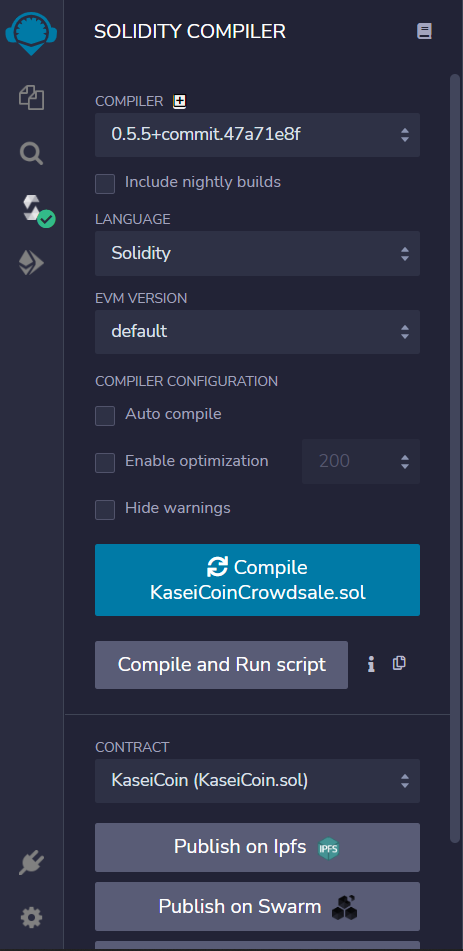 SOLIDITY COMPILER
COMPILER
0.5.5+commit.47a71e8f
Include nightly builds
LANGUAGE
Solidity
EVM VERSION
default
COMPILER CONFIGURATION
Auto compile
Enable optimization 200
Hide warnings
Compile
KaseiCoinCrowdsale.sol
Compile and Run script
CONTRACT
KaseiCoin (KaseiCoin.sol)
Publish on Ipfs IPFS
Publish on Swarm